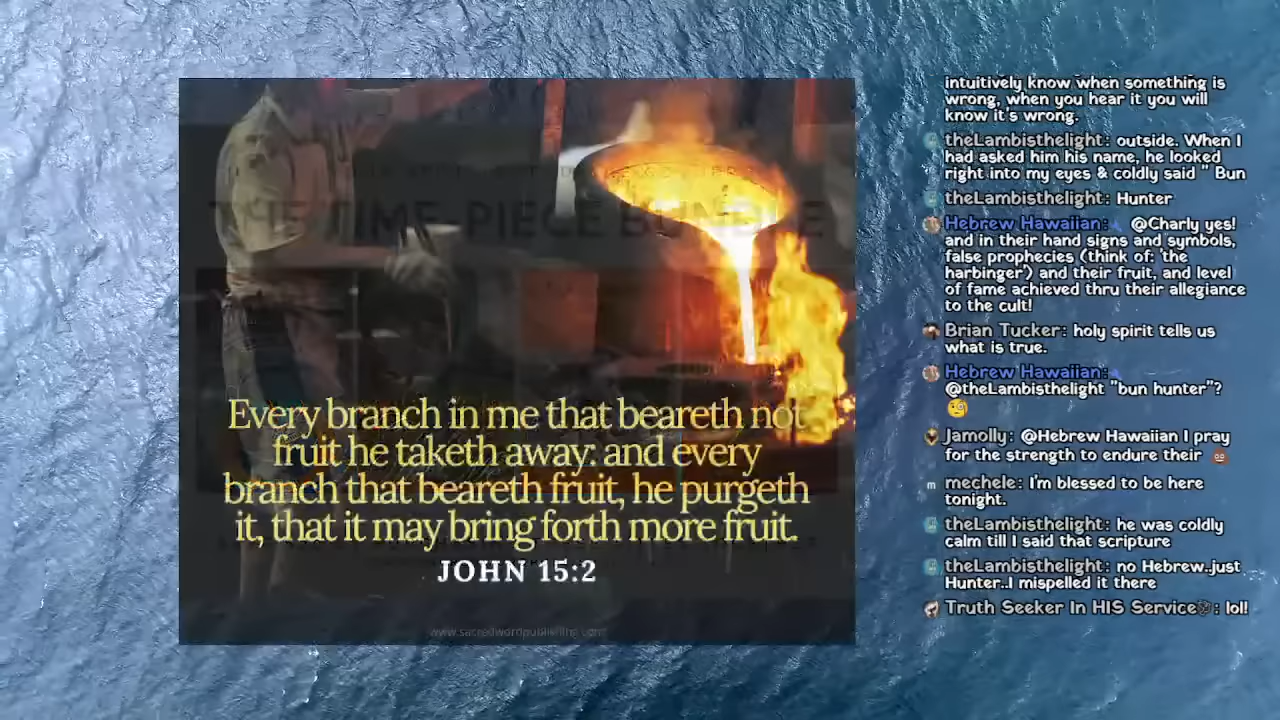 THE TIME-PIECE BUNDLE
Every branch in me that beareth not
fruit he taketh away: and every
branch that beareth fruit, he purgeth
it, that it may bring forth more fruit.
JOHN 15:2
www.sacredwordpublishing.com
intuitively know when something is
wrong, when you hear it you will
know it's wrong.
theLambisthelight: outside. When I
had asked him his name, he looked
right into my eyes & coldly said " Bun
theLambisthelight: Hunter
Hebrew Hawaiian: @Charly yes!
and in their hand signs and symbols,
false prophecies (think of: 'the
harbinger') and their fruit, and level
of fame achieved thru their allegiance
to the cult!
Brian Tucker: holy spirit tells us
what is true.
Hebrew Hawaiian:
@theLambisthelight "bun hunter"?
Jamolly: @Hebrew Hawaiian I pray
for the strength to endure their
m mechele: I'm blessed to be here
tonight.
theLambisthelight: he was coldly
calm till I said that scripture
theLambisthelight: no Hebrew..just
Hunter..I mispelled it there
Truth Seeker In HIS Service: lol!